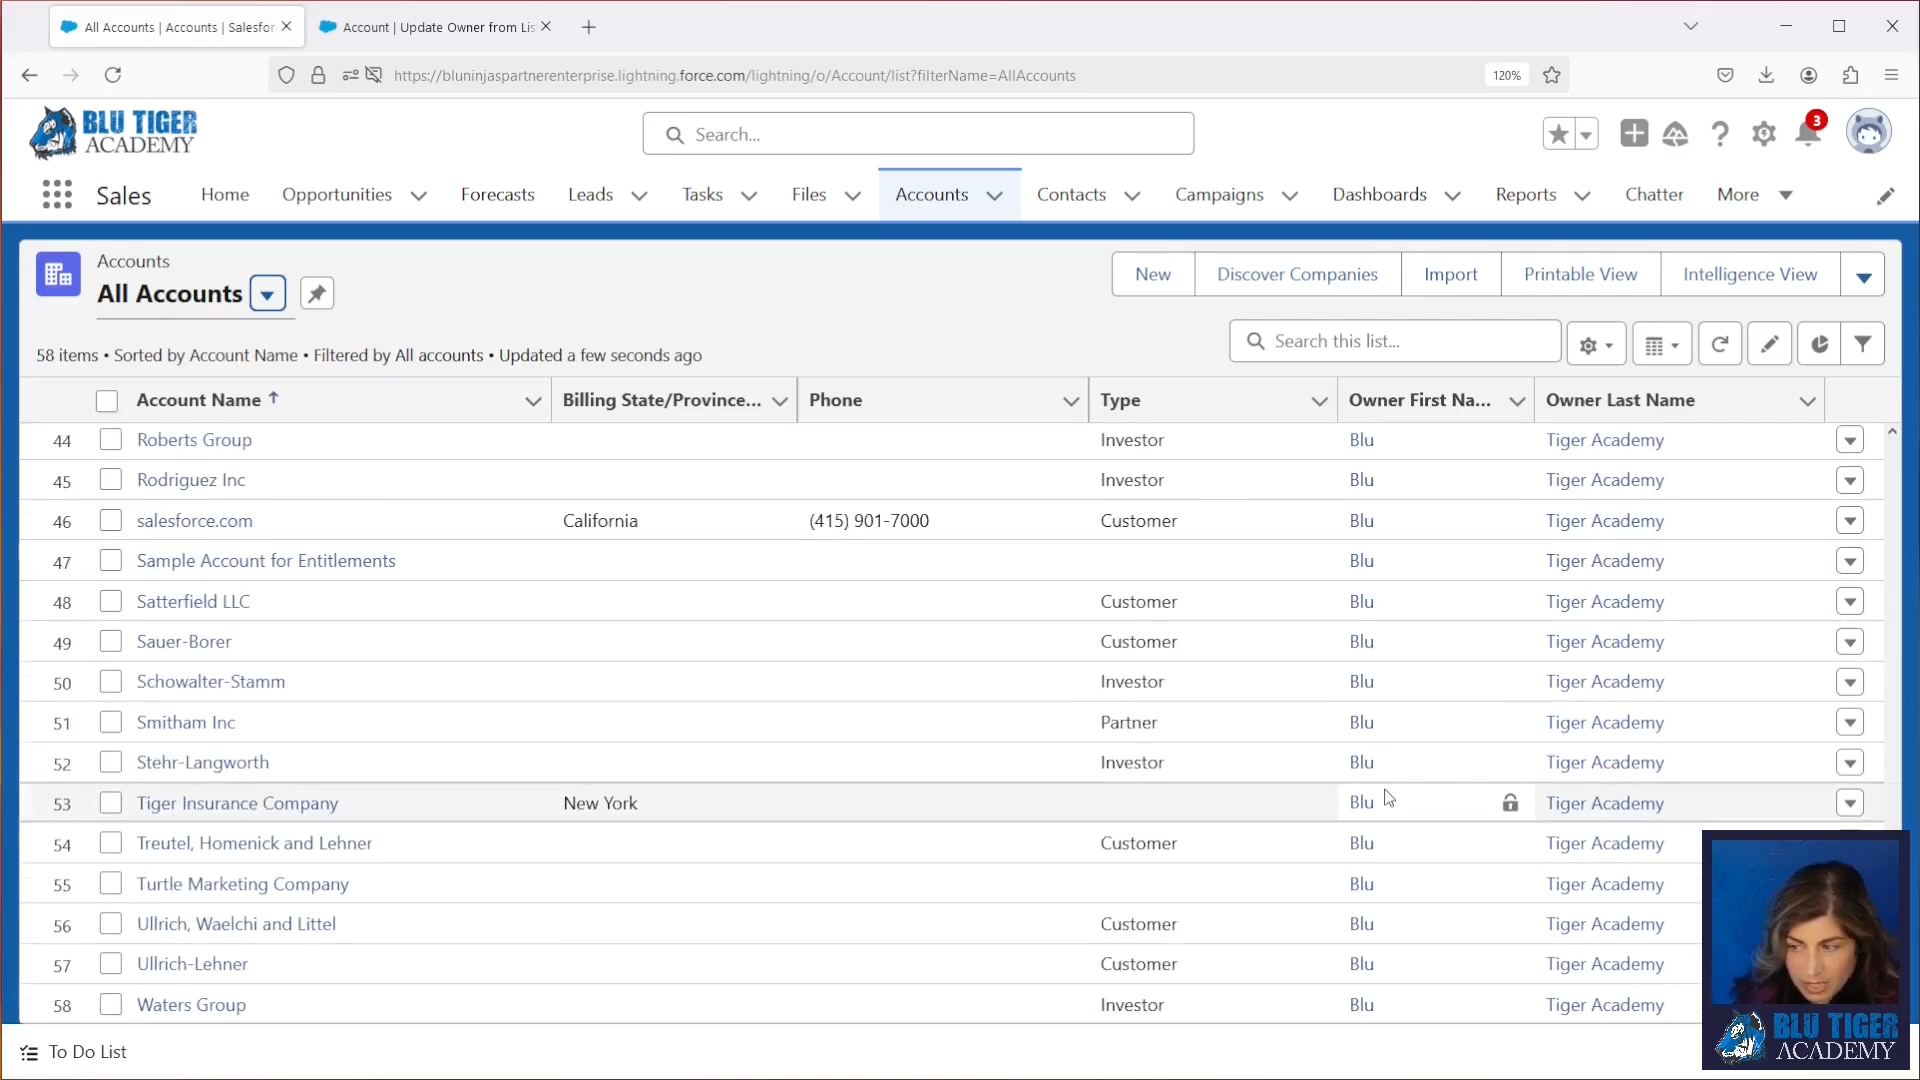 All Accounts | Accounts | Salesfor
Account | Update Owner from Lis
https://bluninjaspartnerenterprise.lightning.force.com/lightning/o/Account/list?filterName=AllAccounts
120%
BLU TIGER
ACADEMY
Search...
3
Sales
Home
Opportunities
Forecasts
Leads
Tasks
Files
Accounts
Contacts
Campaigns
Dashboards
Reports
Chatter
More
Accounts
All Accounts
New
Discover Companies
Import
Printable View
Intelligence View
58 items • Sorted by Account Name • Filtered by All accounts • Updated a few seconds ago
Search this list...
Account Name Billing State/Province... Phone Type Owner First Na... Owner Last Name
44 Roberts Group Investor Blu Tiger Academy
45 Rodriguez Inc Investor Blu Tiger Academy
46 salesforce.com California (415) 901-7000 Customer Blu Tiger Academy
47 Sample Account for Entitlements Blu Tiger Academy
48 Satterfield LLC Customer Blu Tiger Academy
49 Sauer-Borer Customer Blu Tiger Academy
50 Schowalter-Stamm Investor Blu Tiger Academy
51 Smitham Inc Partner Blu Tiger Academy
52 Stehr-Langworth Investor Blu Tiger Academy
53 Tiger Insurance Company New York Blu Tiger Academy
54 Treutel, Homenick and Lehner Customer Blu Tiger Academy
55 Turtle Marketing Company Blu Tiger Academy
56 Ullrich, Waelchi and Littel Customer Blu Tiger Academy
57 Ullrich-Lehner Customer Blu Tiger Academy
58 Waters Group Investor Blu Tiger Academy
BLU TIGER
ACADEMY
To Do List